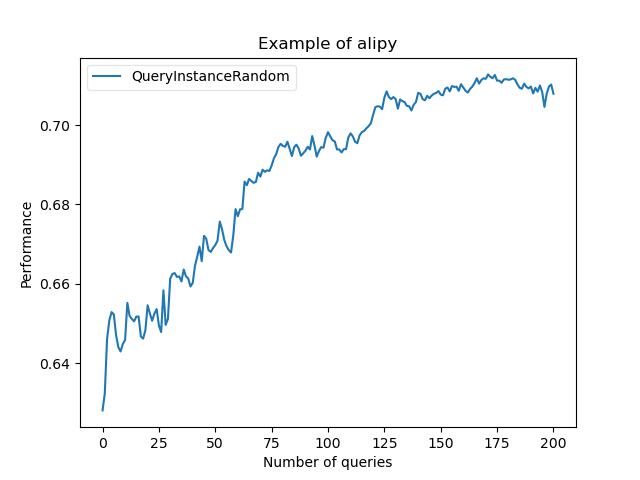 Example of alipy
QueryInstanceRandom
0.70
0.68
0.66
0.64
Performance
0 25 50 75 100 125 150 175 200
Number of queries